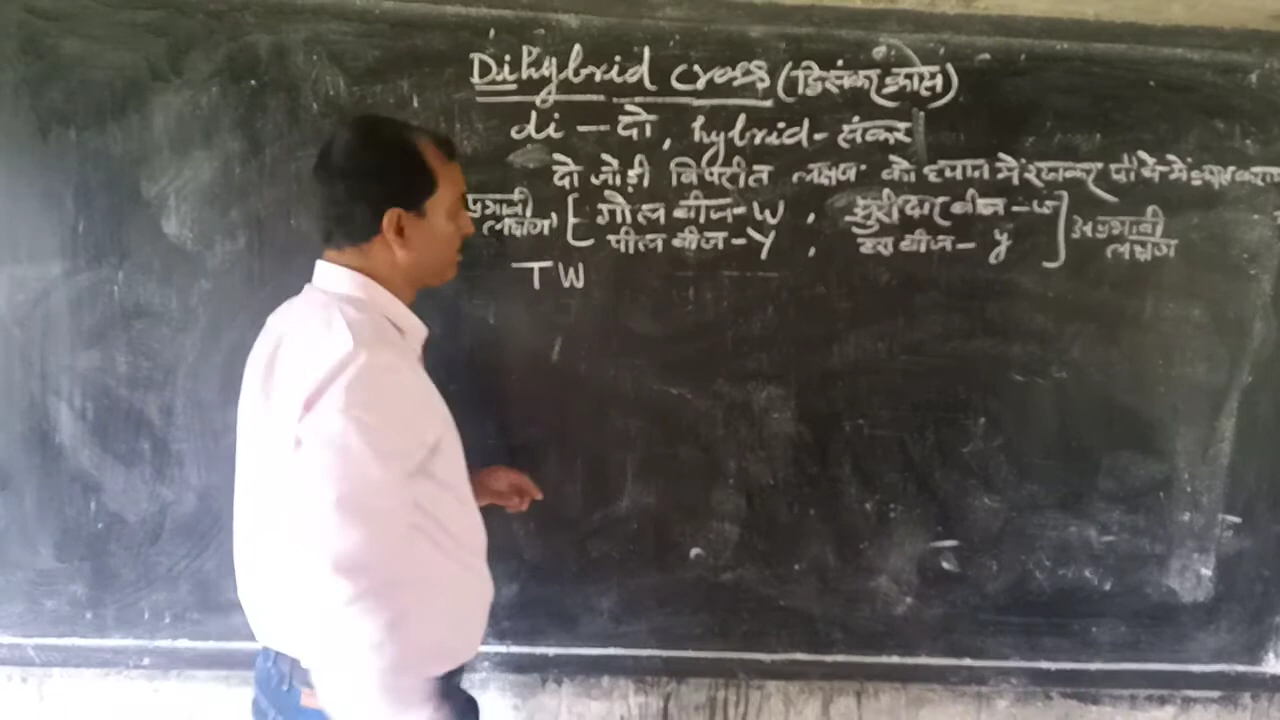 Dihybrid cross (द्विसंकर क्रोस)
di - दो, hybrid - संकर
दो जोड़ी विपरीत लक्षण को ध्यान में रखकर पौधे में
प्रभावी लक्षण [ गोल बीज - W , झुर्रीदार बीज - w ] अप्रभावी लक्षण
पीला बीज - Y , हरा बीज - y
TW